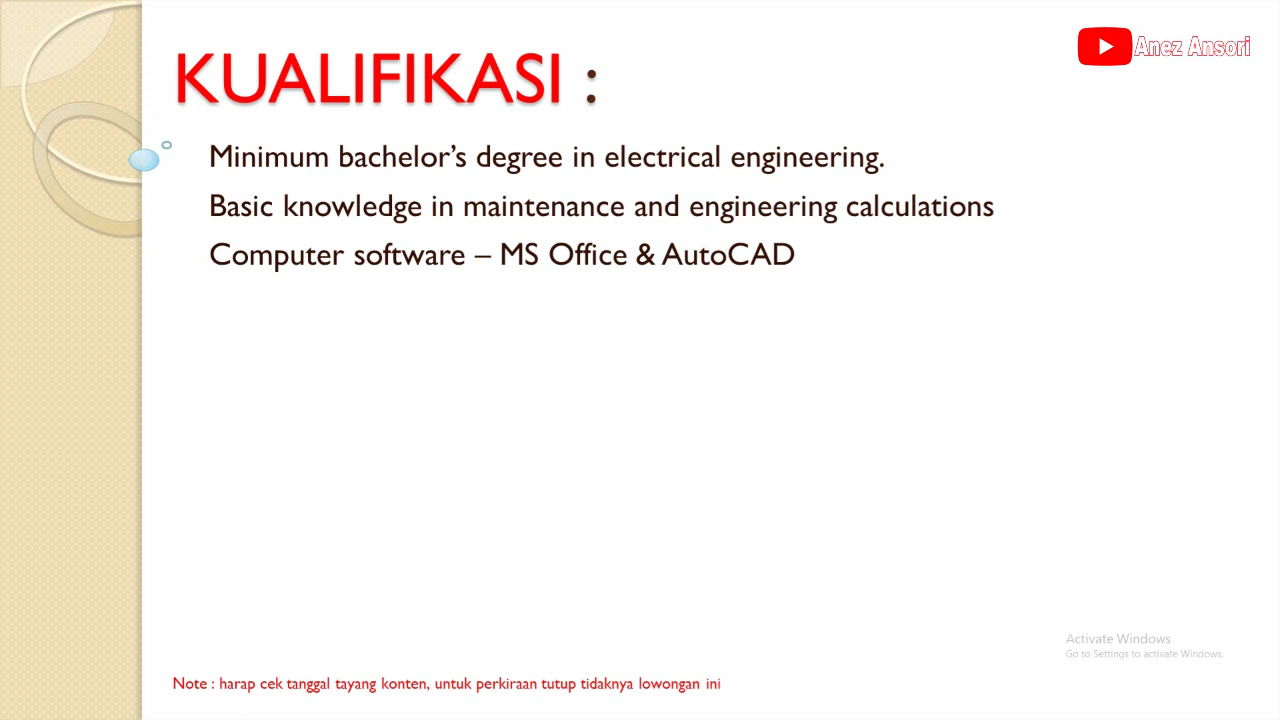 Anez Ansori
KUALIFIKASI :
Minimum bachelor’s degree in electrical engineering.
Basic knowledge in maintenance and engineering calculations
Computer software – MS Office & AutoCAD
Activate Windows
Go to Settings to activate Windows.
Note : harap cek tanggal tayang konten, untuk perkiraan tutup tidaknya lowongan ini